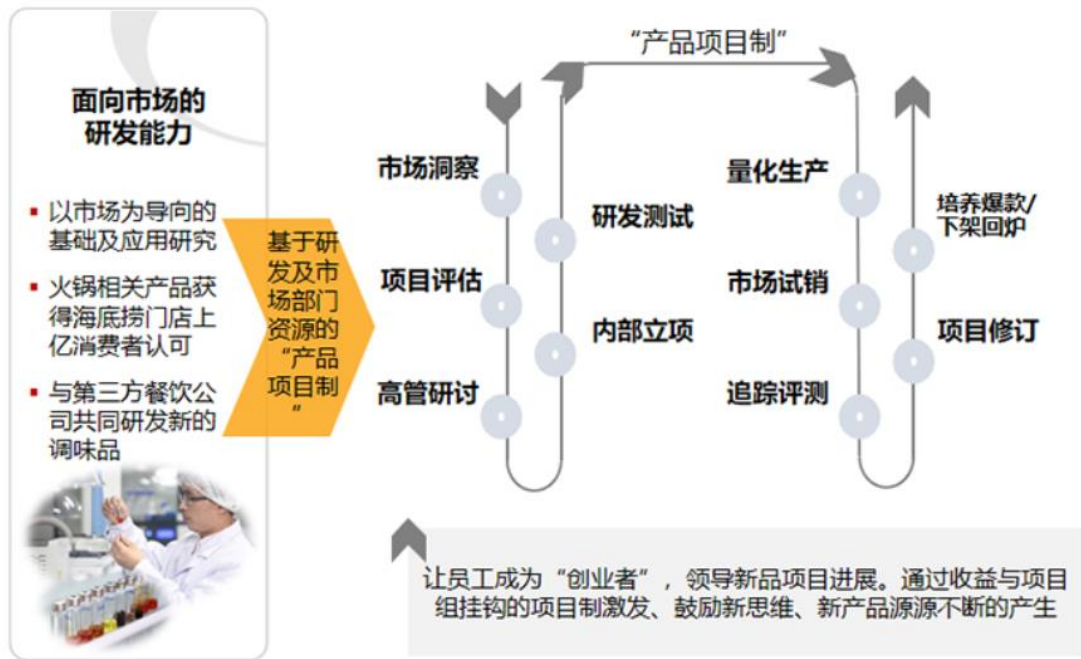 面向市场的
研发能力
▪ 以市场为导向的
基础及应用研究
▪ 火锅相关产品获
得海底捞门店上
亿消费者认可
▪ 与第三方餐饮公
司共同研发新的
调味品
基于研
发及市
场部门
资源的
“产品
项目制
”
“产品项目制”
市场洞察
项目评估
高管研讨
内部立项
研发测试
量化生产
市场试销
追踪评测
项目修订
培养爆款/
下架回炉
让员工成为“创业者”，领导新品项目进展。通过收益与项目
组挂钩的项目制激发、鼓励新思维、新产品源源不断的产生